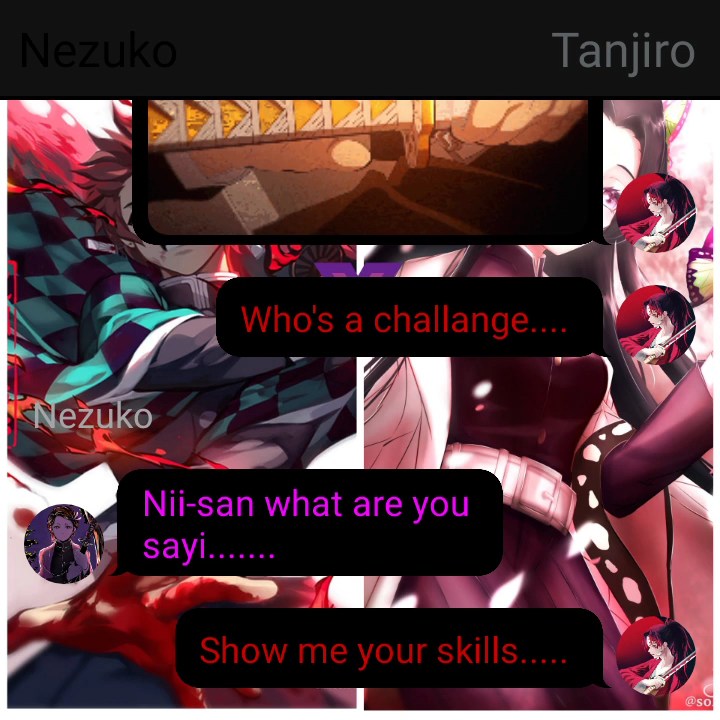 Nezuko
Tanjiro
Who's a challange....
Nezuko
Nii-san what are you
sayi.......
Show me your skills.....